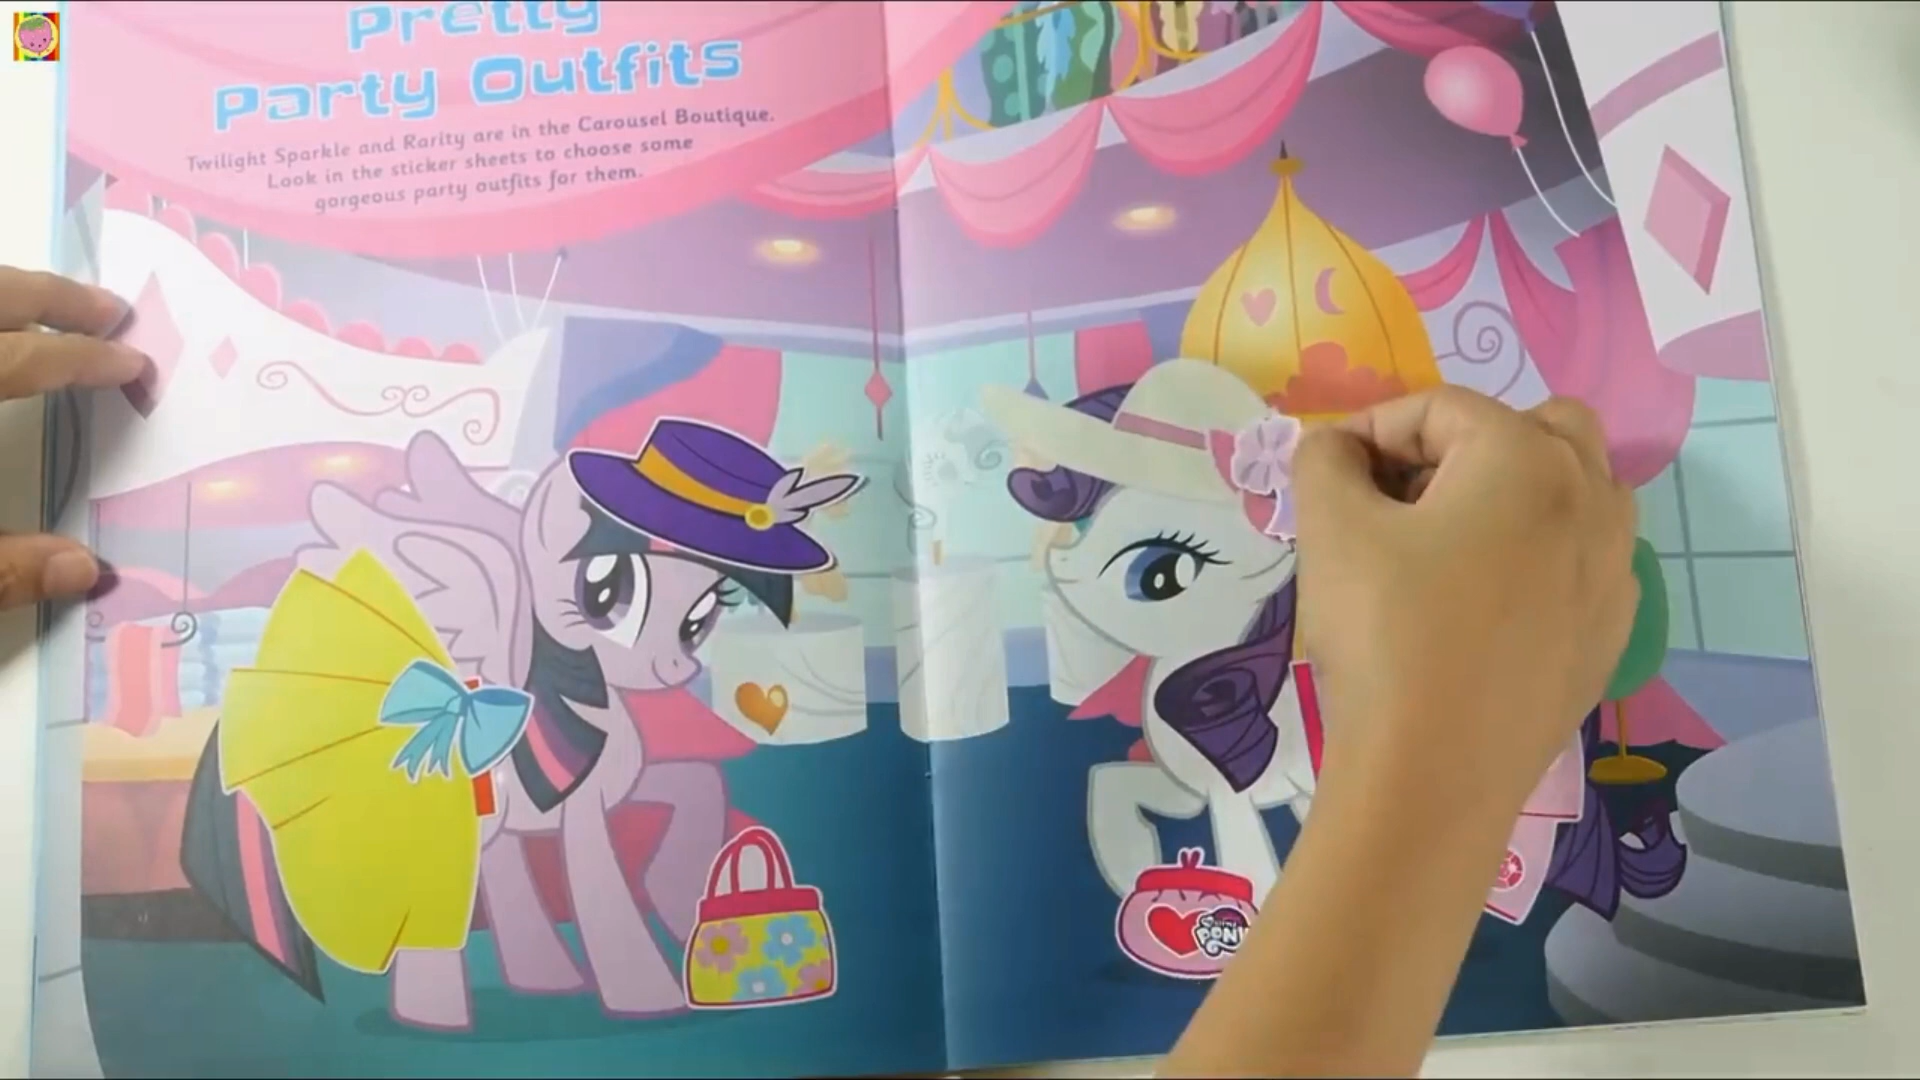 Pretty
Party Outfits
Twilight Sparkle and Rarity are in the Carousel Boutique.
Look in the sticker sheets to choose some
gorgeous party outfits for them.